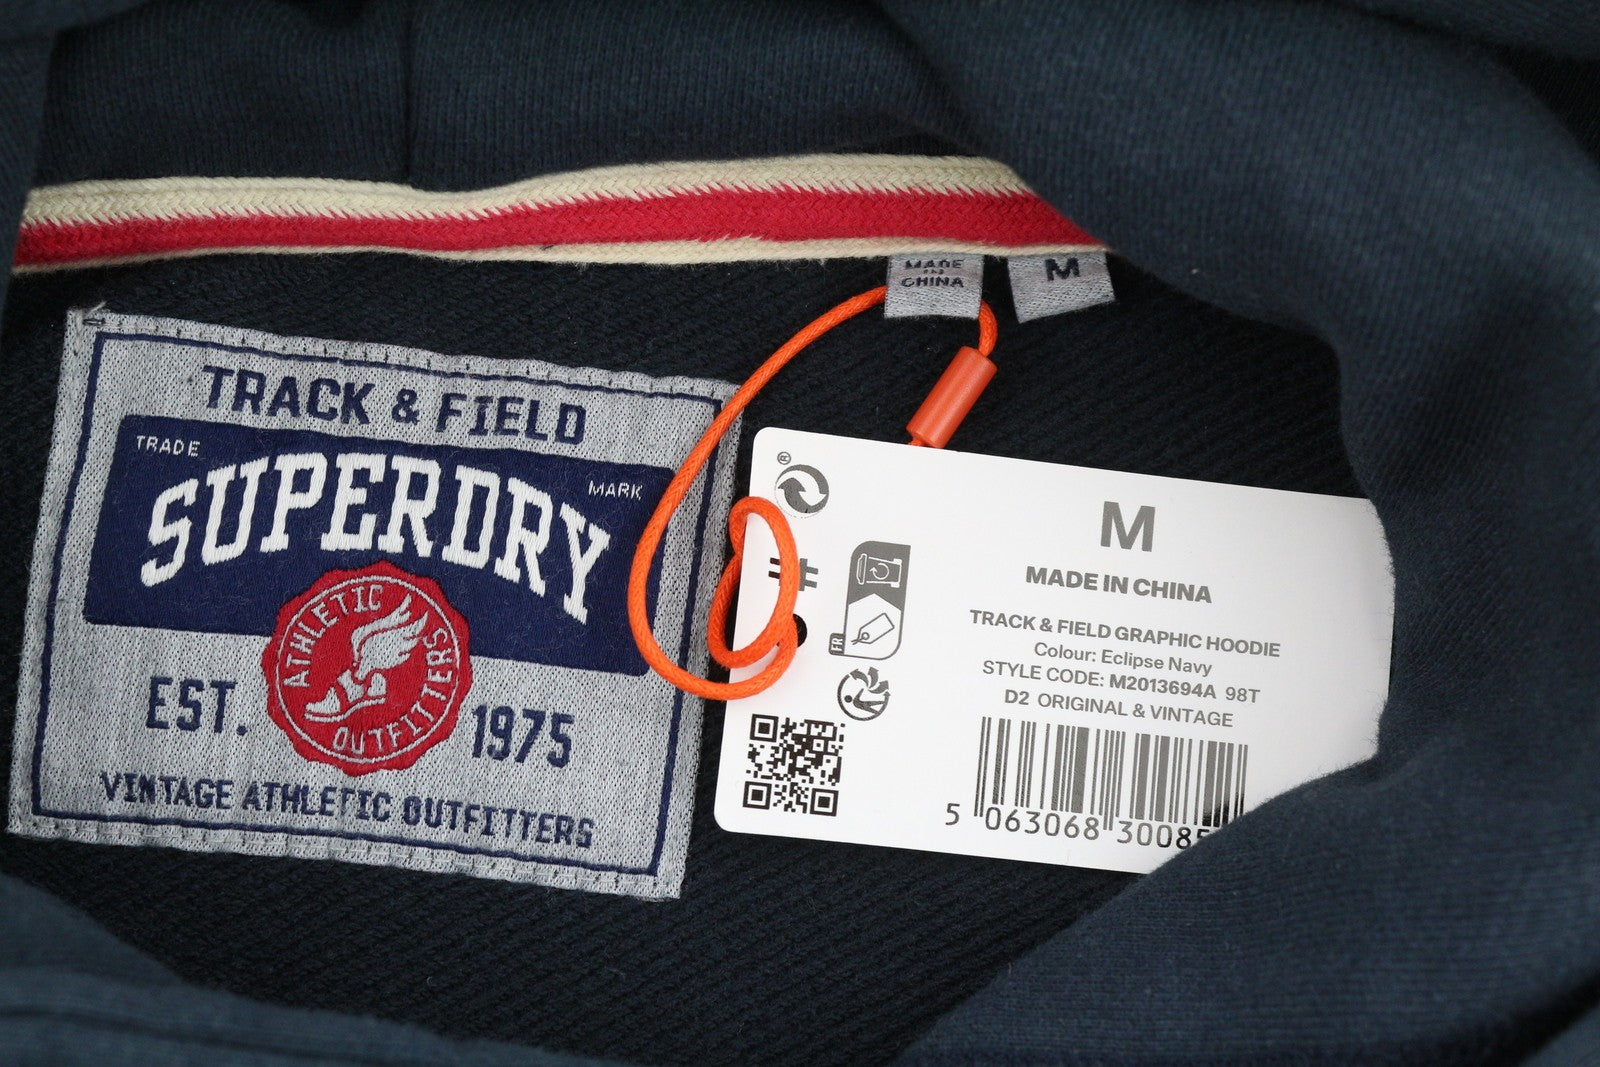 MADE
IN
CHINA
M
TRACK & FIELD
TRADE
SUPERDRY
MARK
ATHLETIC
OUTFITTERS
EST. 1975
VINTAGE ATHLETIC OUTFITTERS
®
M
MADE IN CHINA
FR
TRACK & FIELD GRAPHIC HOODIE
Colour: Eclipse Navy
STYLE CODE: M2013694A 98T
D2 ORIGINAL & VINTAGE
5 063068 3008